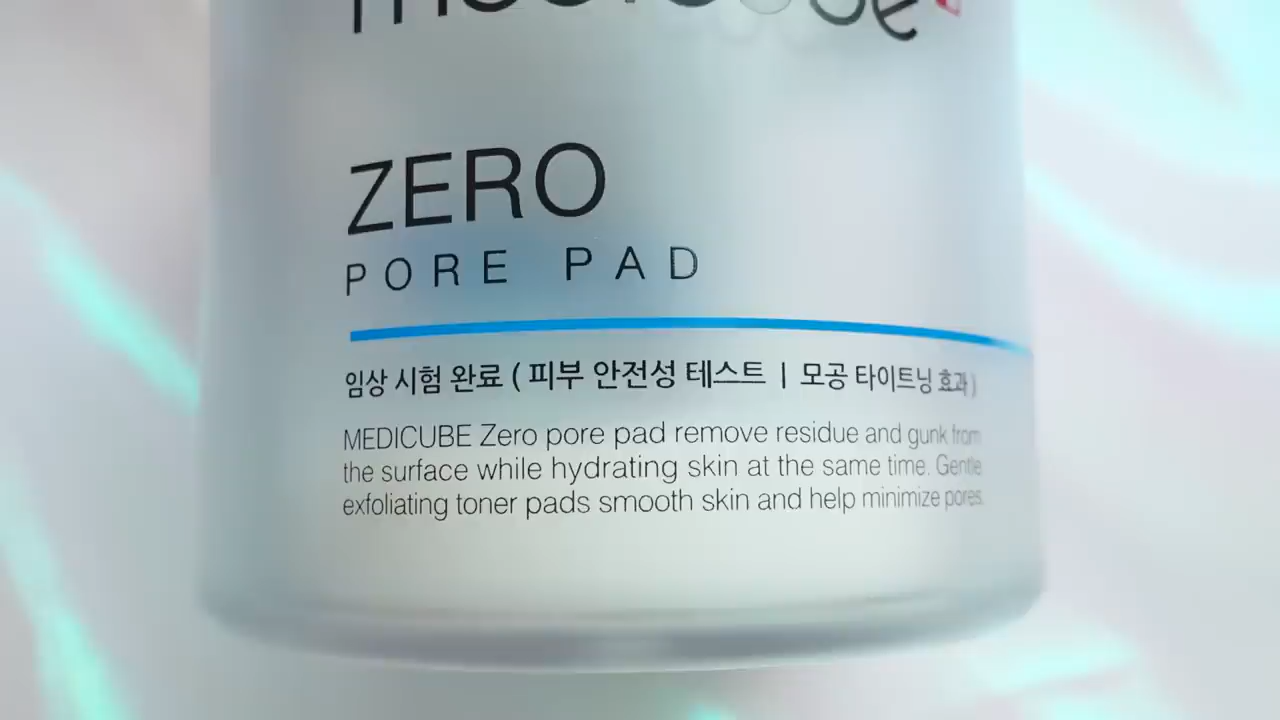 medicube
ZERO
PORE PAD
임상 시험 완료 ( 피부 안전성 테스트 | 모공 타이트닝 효과 )
MEDICUBE Zero pore pad remove residue and gunk from
the surface while hydrating skin at the same time. Gentle
exfoliating toner pads smooth skin and help minimize pores.